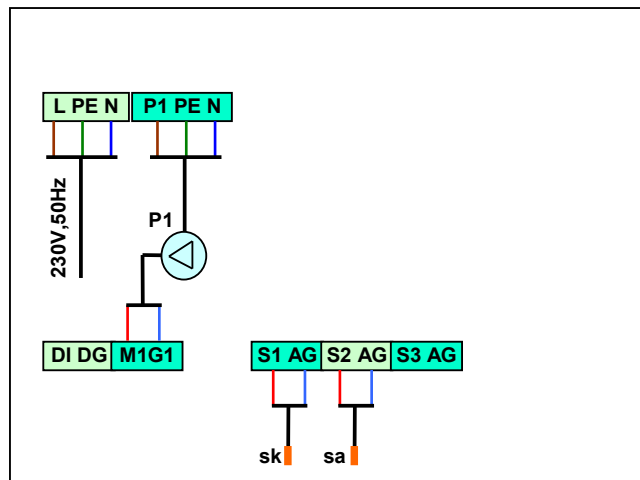 L PE N P1 PE N
230V,50Hz
P1
DI DG M1G1 S1 AG S2 AG S3 AG
sk sa